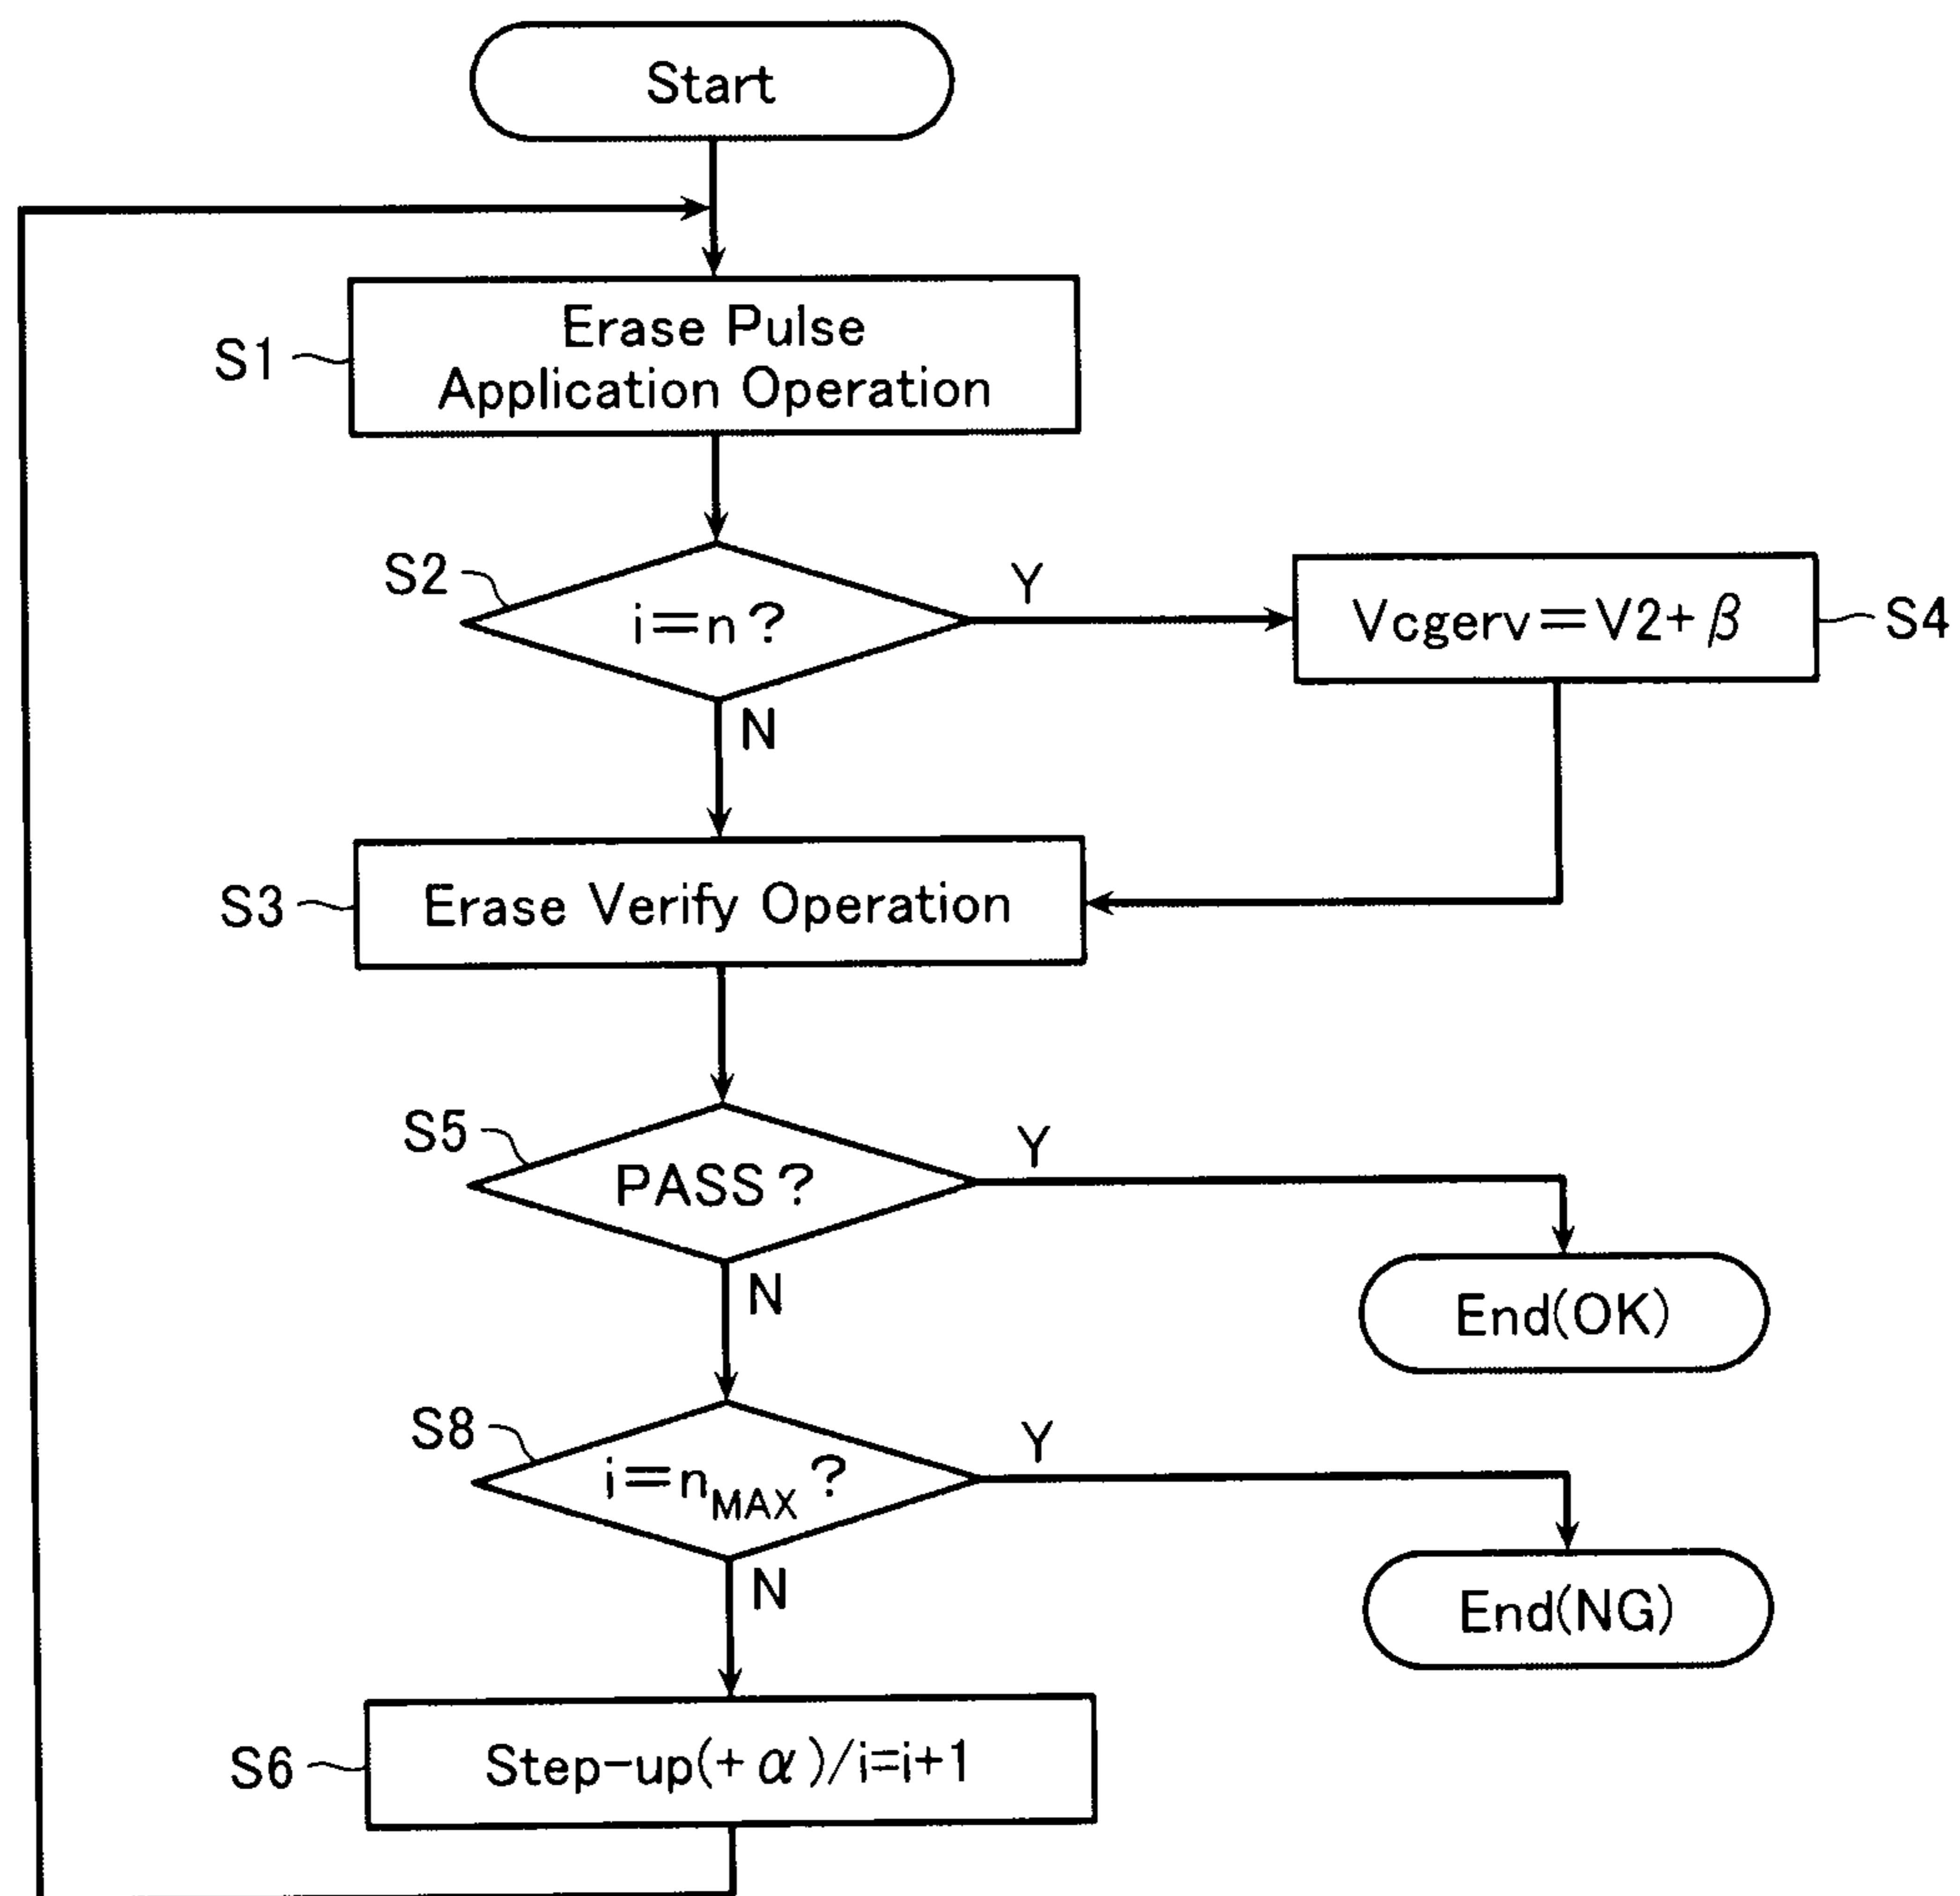 Start
Erase Pulse
Application Operation
S1
S2
i=n?
Y
Vcgerv=V2+β
S4
N
S3
Erase Verify Operation
S5
PASS?
Y
N
End(OK)
S8
i=nMAX?
Y
N
End(NG)
S6
Step-up(+α)/i=i+1